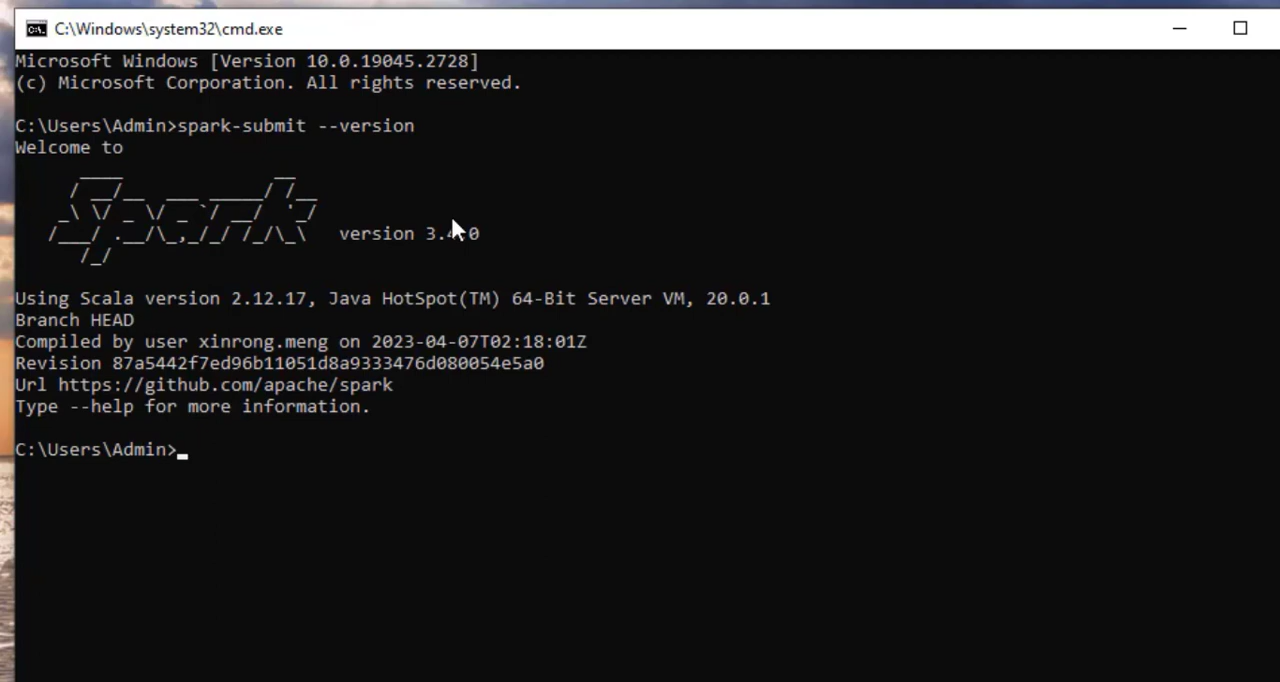 C:\Windows\system32\cmd.exe
Microsoft Windows [Version 10.0.19045.2728]
(c) Microsoft Corporation. All rights reserved.
C:\Users\Admin>spark-submit --version
Welcome to
Spark
version
Using Scala version 2.12.17, Java HotSpot(TM) 64-Bit Server VM, 20.0.1
Branch HEAD
Compiled by user xinrong.meng on 2023-04-07T02:18:01Z
Revision 87a5442f7ed96b11051d8a9333476d080054e5a0
Url https://github.com/apache/spark
Type --help for more information.
C:\Users\Admin>